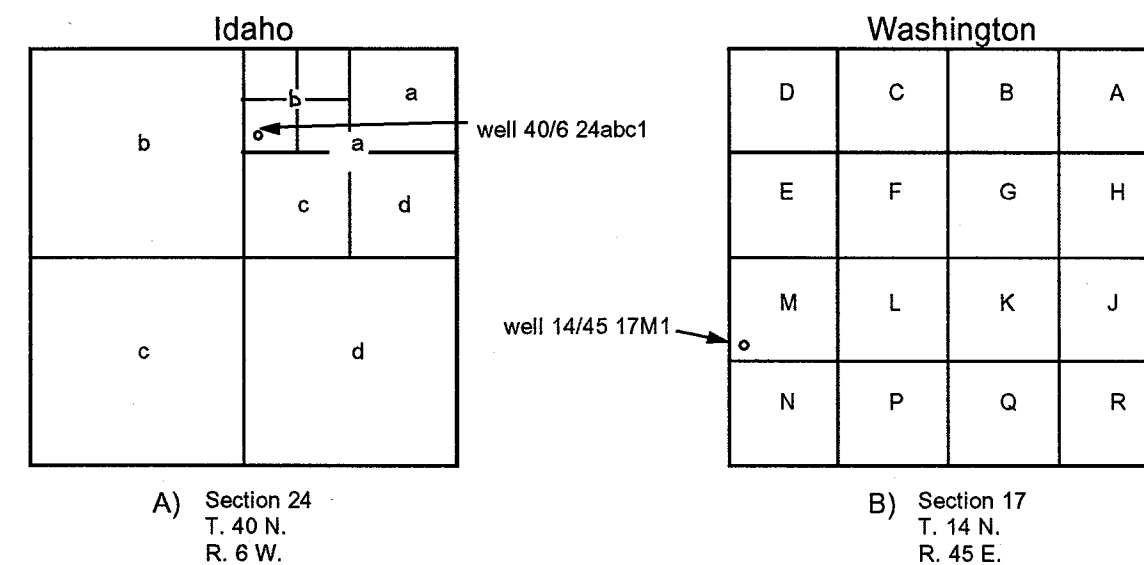 Idaho
b
b
a
a
c
d
c
d
well 40/6 24abc1
A) Section 24
T. 40 N.
R. 6 W.
Washington
D C B A
E F G H
M L K J
N P Q R
well 14/45 17M1
B) Section 17
T. 14 N.
R. 45 E.